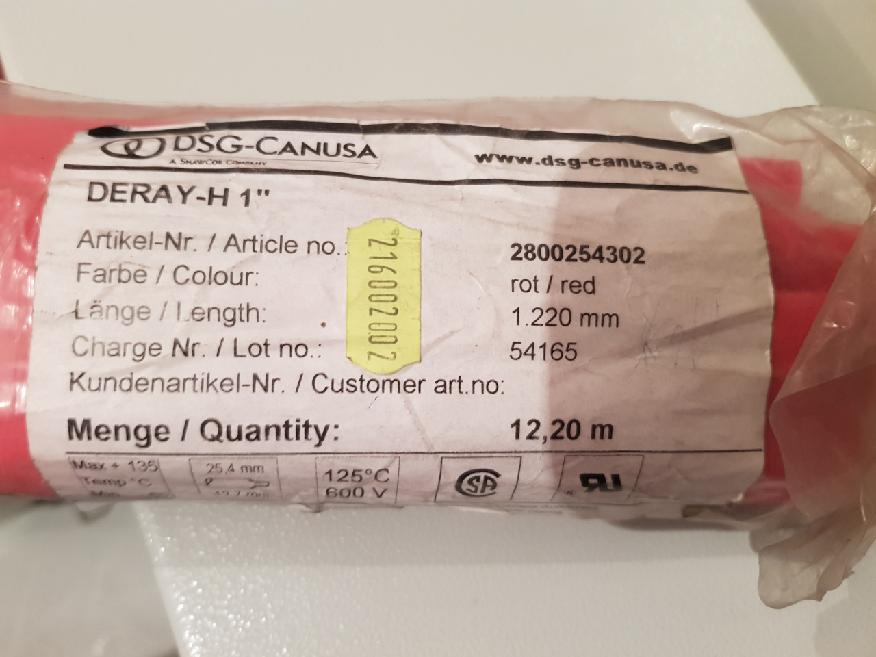 DSG-CANUSA
A SHAWCOR COMPANY
www.dsg-canusa.de
DERAY-H 1"
Artikel-Nr. / Article no.: 2800254302
216002002
Farbe / Colour: rot / red
Länge / Length: 1.220 mm
Charge Nr. / Lot no.: 54165
Kundenartikel-Nr. / Customer art.no:
Menge / Quantity: 12,20 m
Max + 135
Temp °C
25,4 mm
125°C
600 V